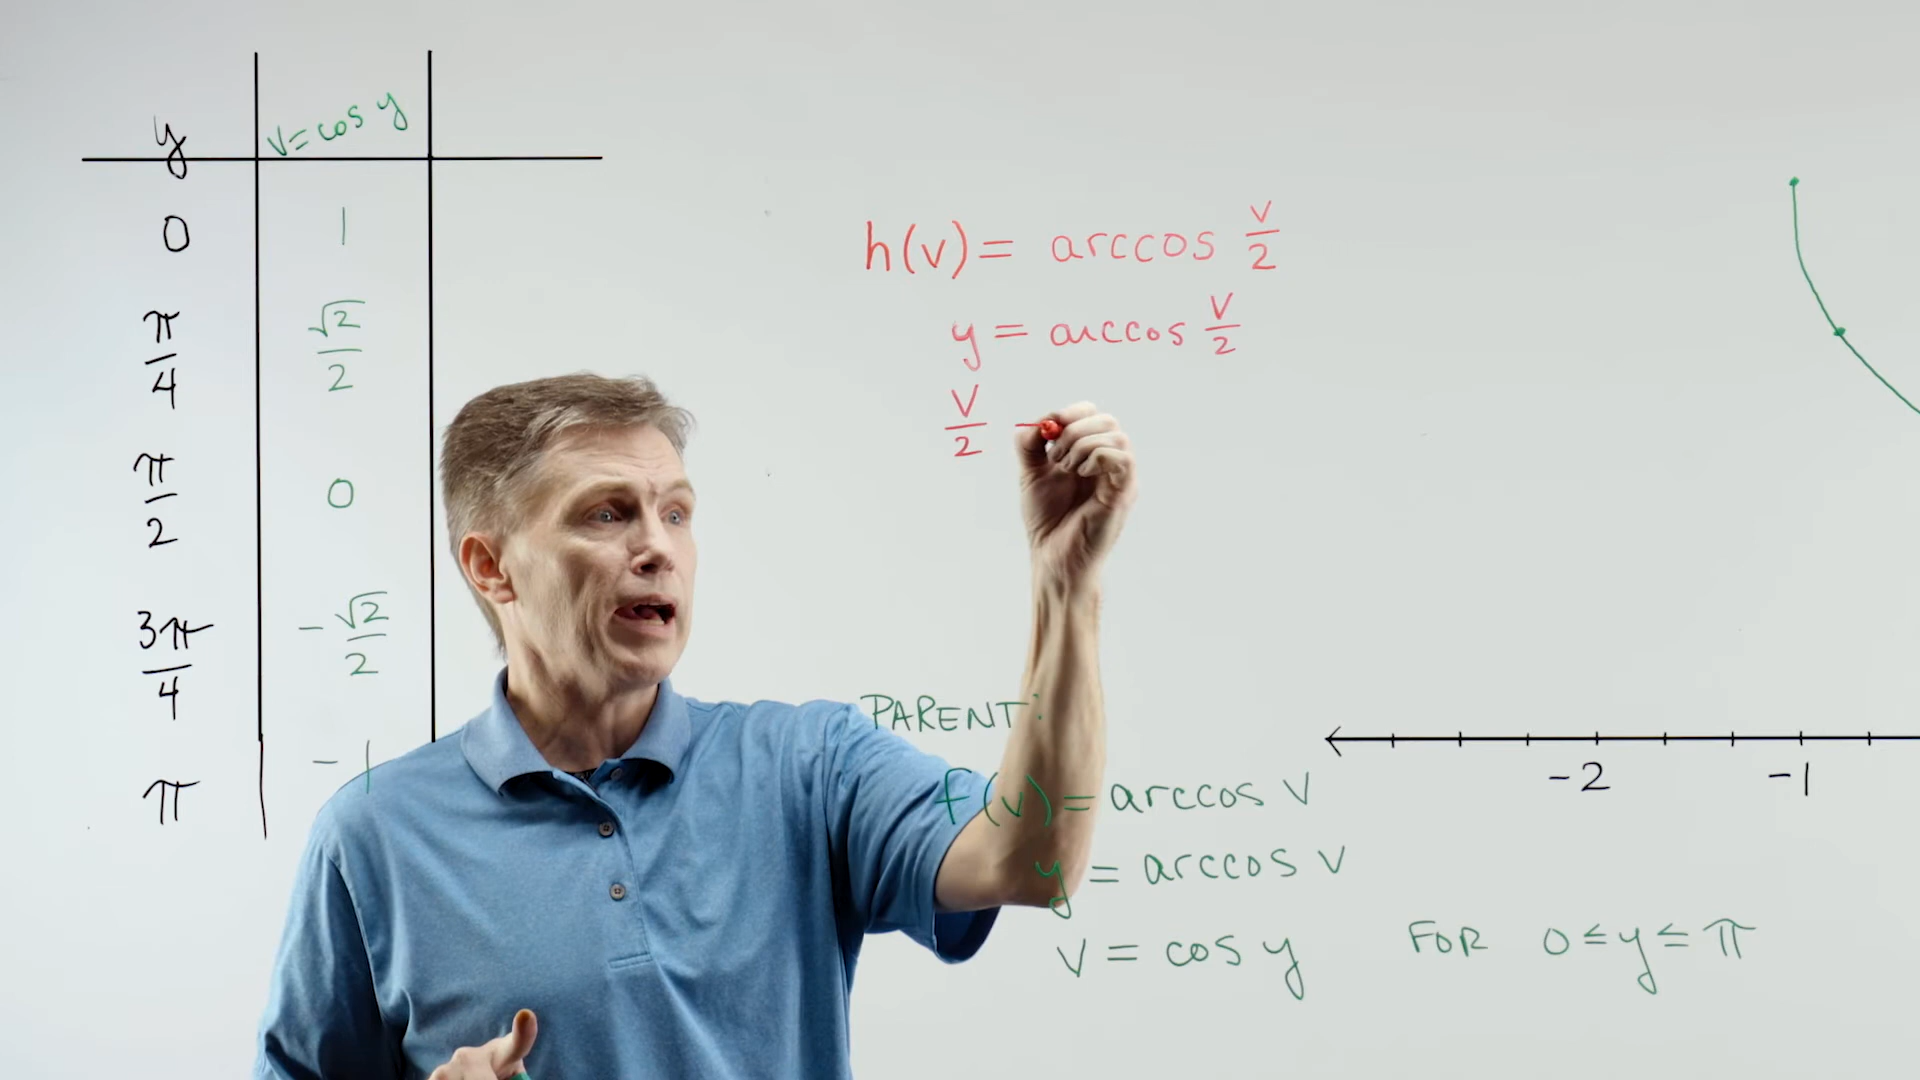 y v=cos y
0 1
π/4 √2/2
π/2 0
3π/4 -√2/2
π -1
h(v)= arccos v/2
y = arccos v/2
v/2 -
PARENT:
f(v)= arccos v
y = arccos v
v = cos y FOR 0≤y≤π
-2 -1